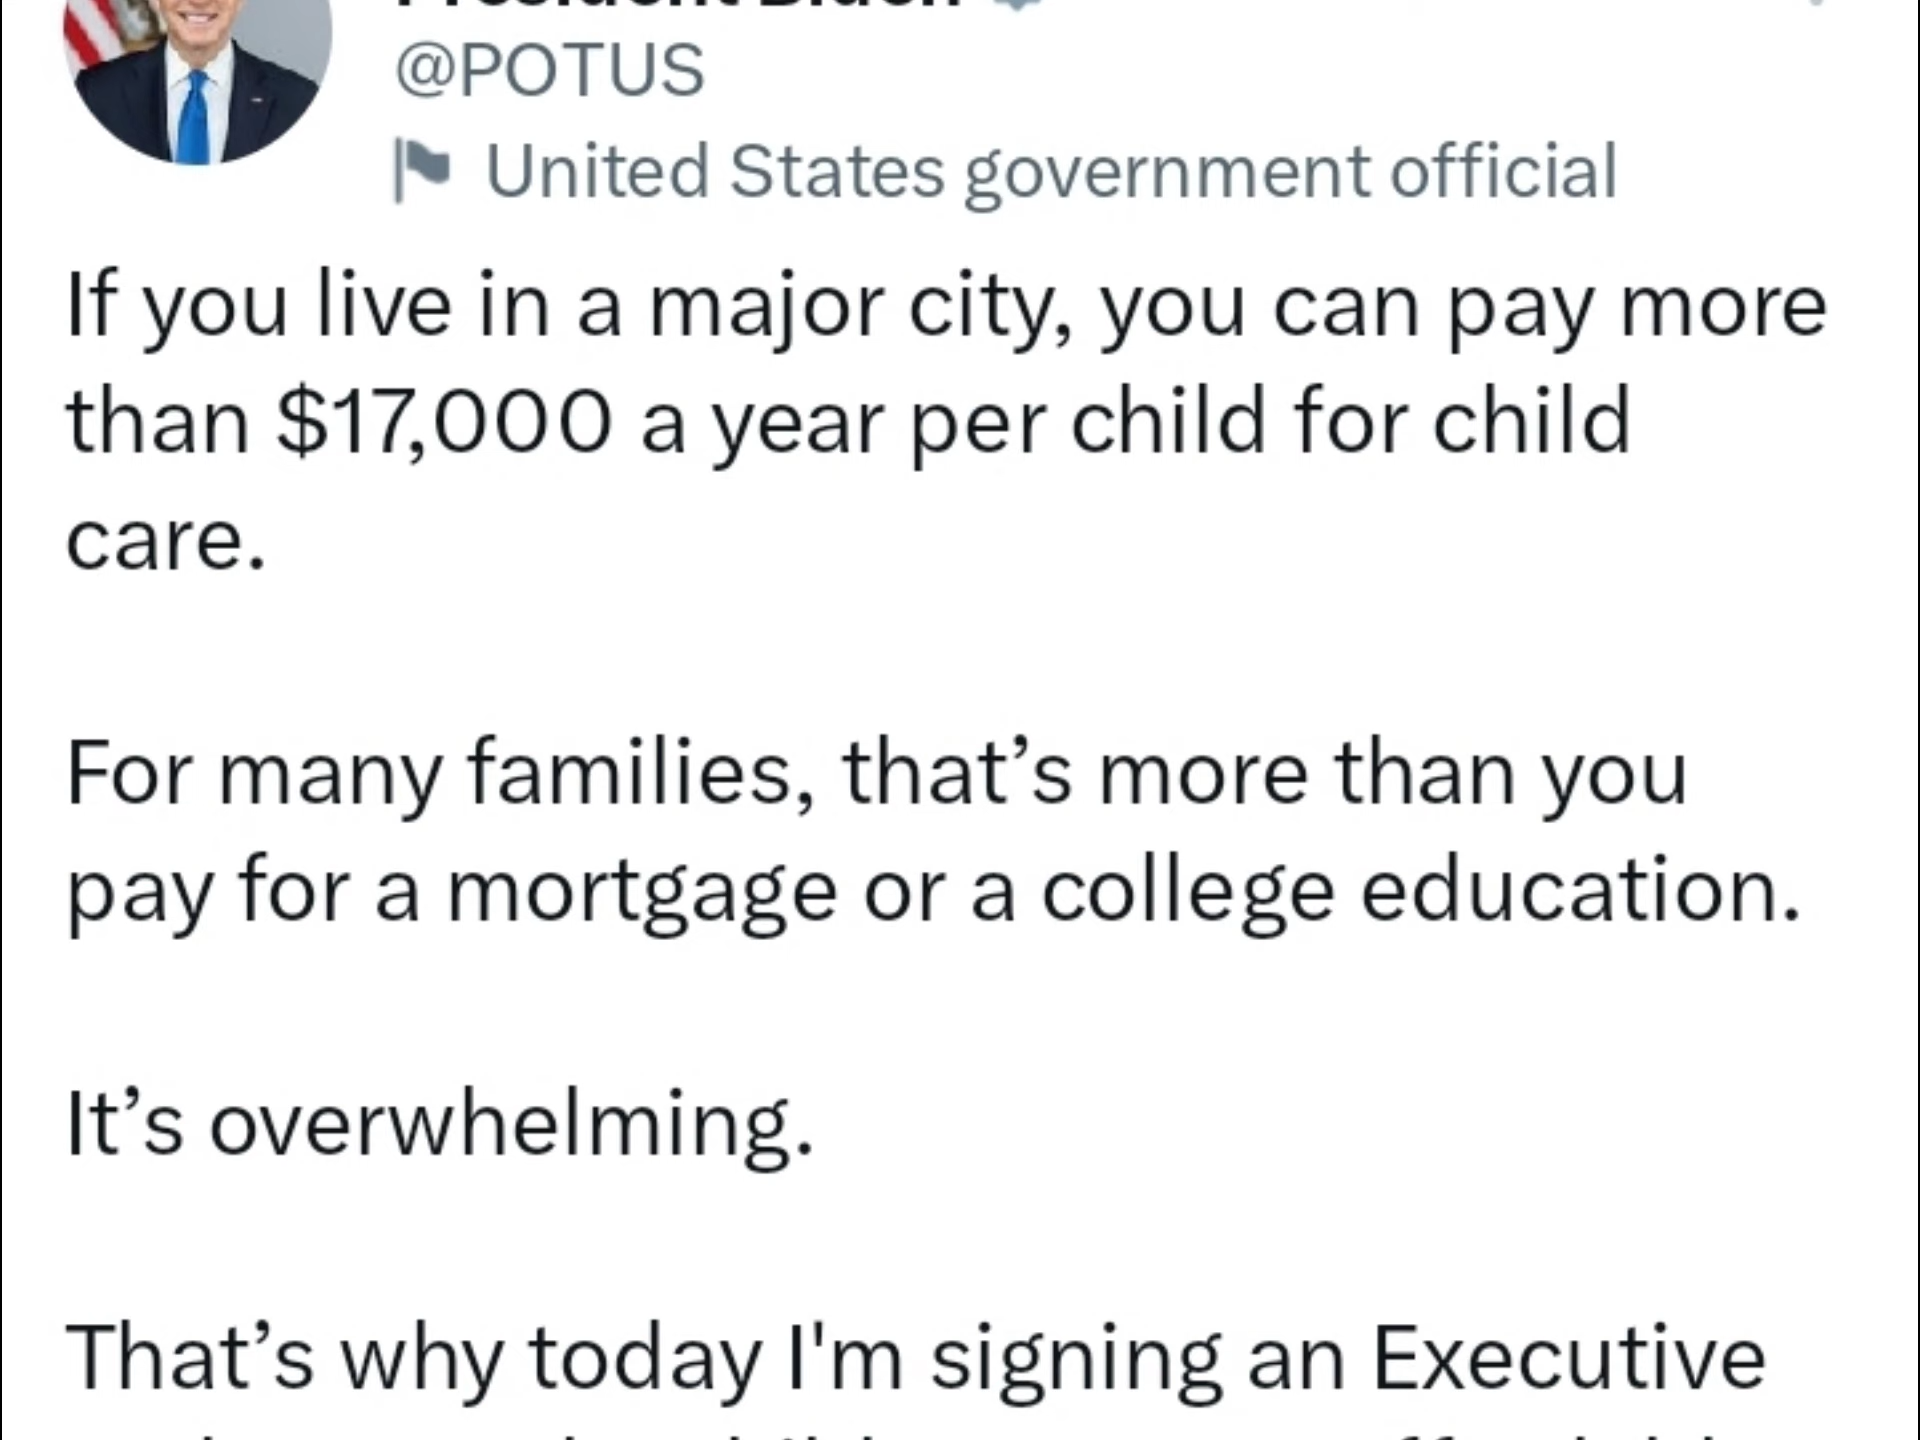 President Biden
@POTUS
United States government official
If you live in a major city, you can pay more
than $17,000 a year per child for child
care.
For many families, that’s more than you
pay for a mortgage or a college education.
It’s overwhelming.
That’s why today I'm signing an Executive